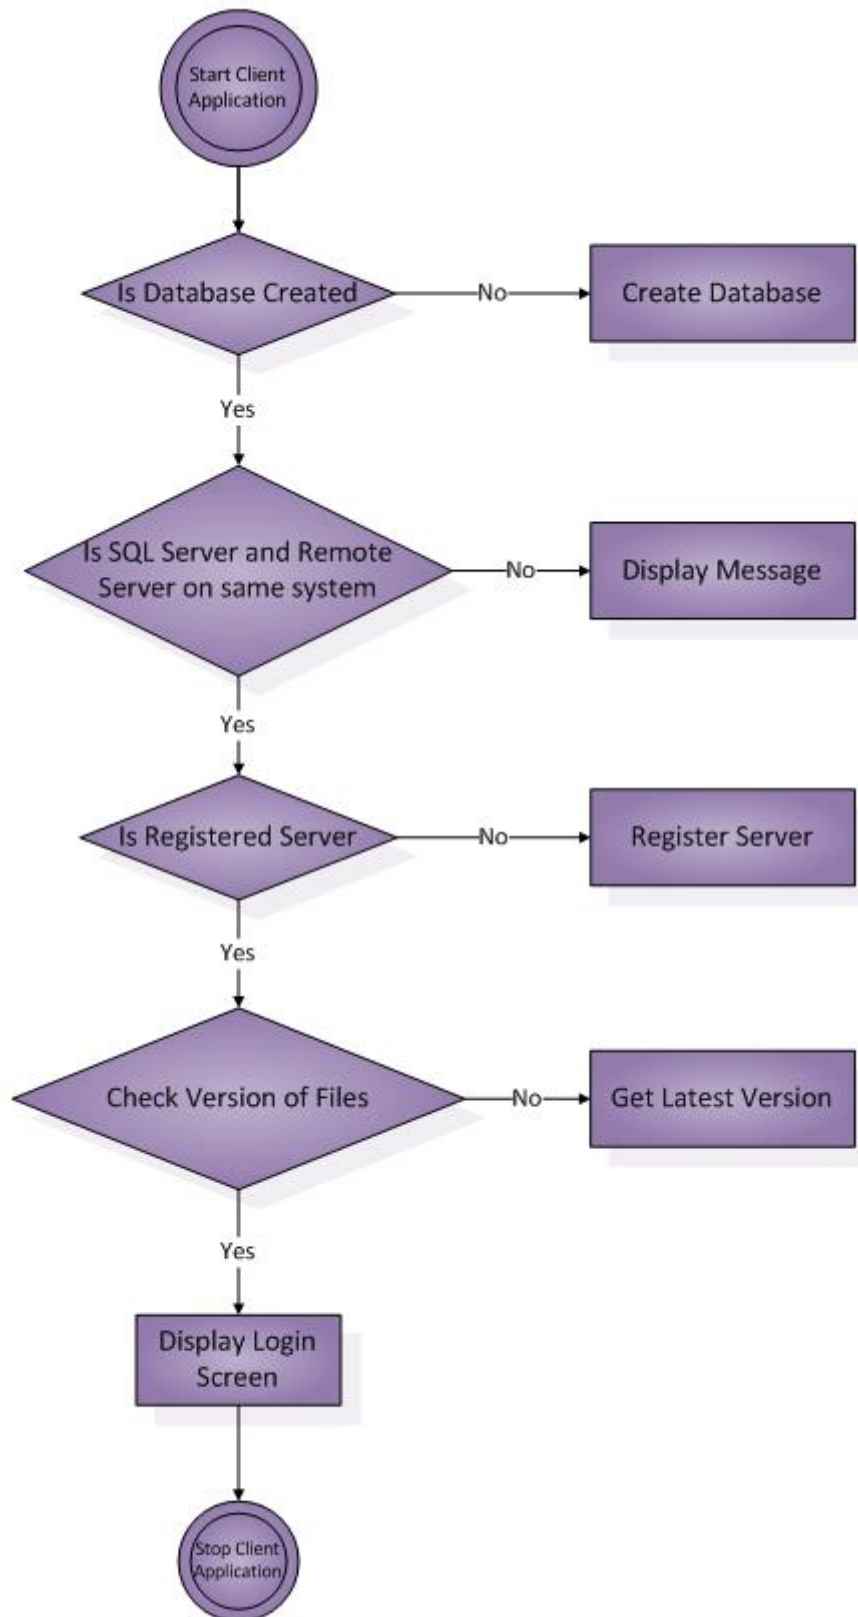 Start Client
Application
Is Database Created
No
Create Database
Yes
Is SQL Server and Remote
Server on same system
No
Display Message
Yes
Is Registered Server
No
Register Server
Yes
Check Version of Files
No
Get Latest Version
Yes
Display Login
Screen
Stop Client
Application